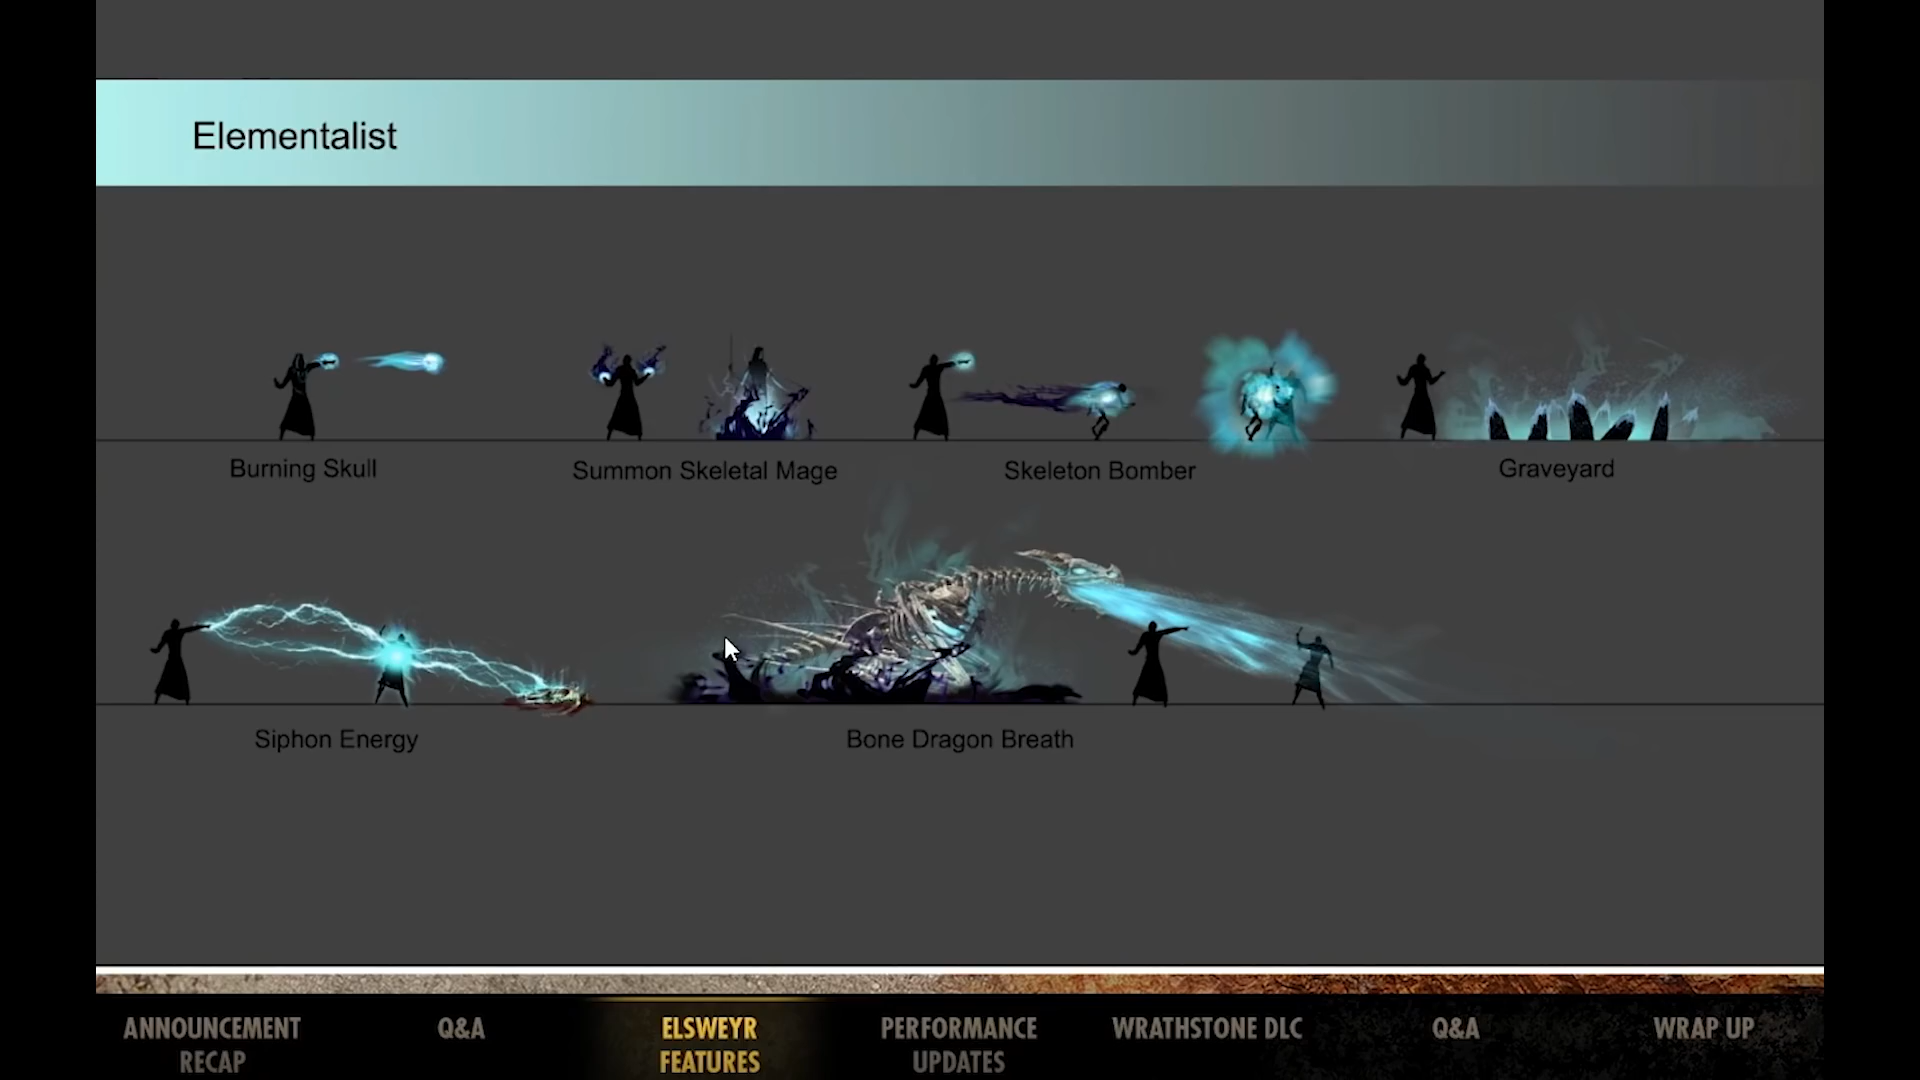 Elementalist
Burning Skull
Summon Skeletal Mage
Skeleton Bomber
Graveyard
Siphon Energy
Bone Dragon Breath
ANNOUNCEMENT
RECAP
Q&A
ELSWEYR
FEATURES
PERFORMANCE
UPDATES
WRATHSTONE DLC
Q&A
WRAP UP